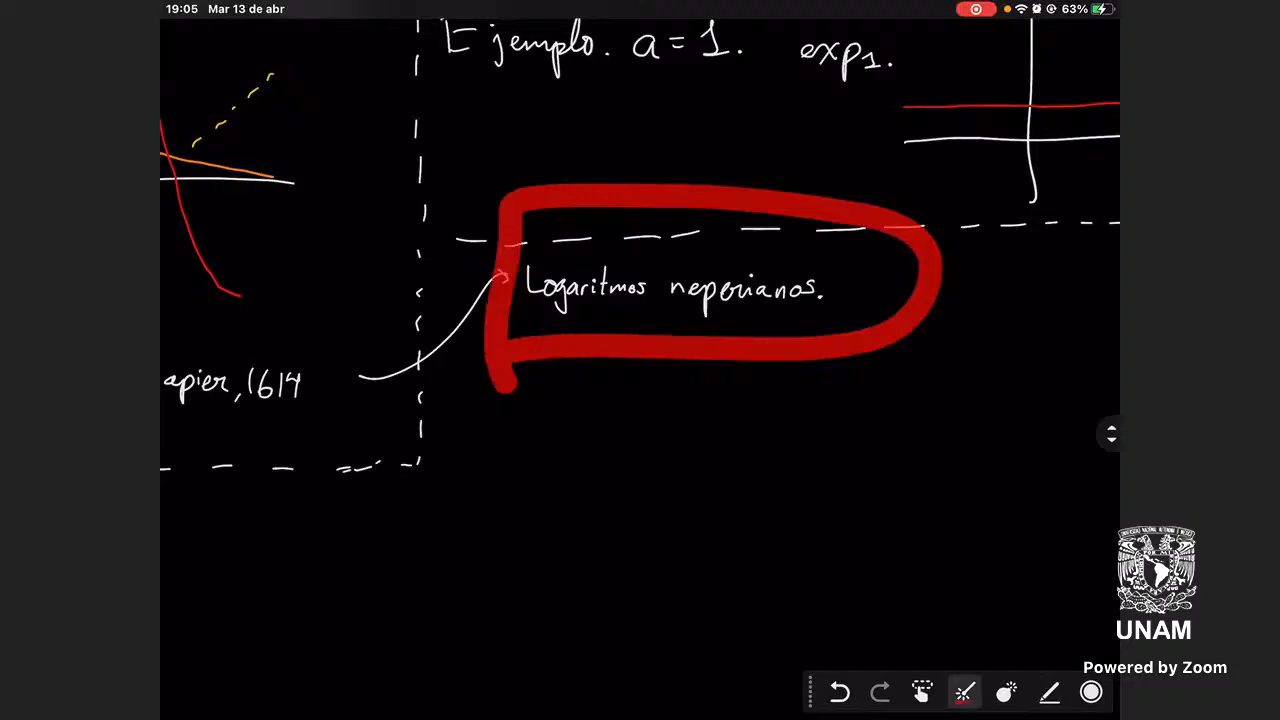 19:05 Mar 13 de abr
63%
Ejemplo. a = 1. exp1.
Logaritmos neperianos.
apier, 1614
UNAM
Powered by Zoom